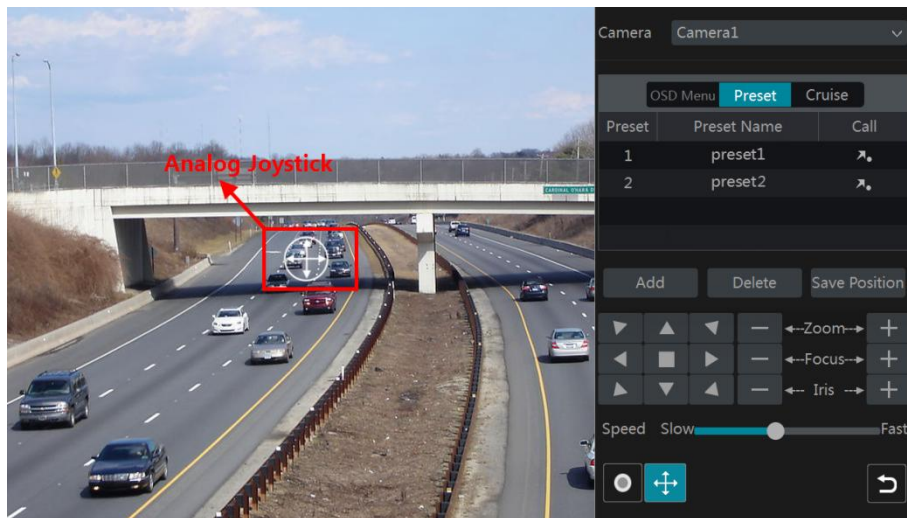 Camera Camera1
OSD Menu Preset Cruise
Preset Preset Name Call
1 preset1
2 preset2
Add Delete Save Position
Zoom
Focus
Iris
Speed Slow Fast
Analog Joystick